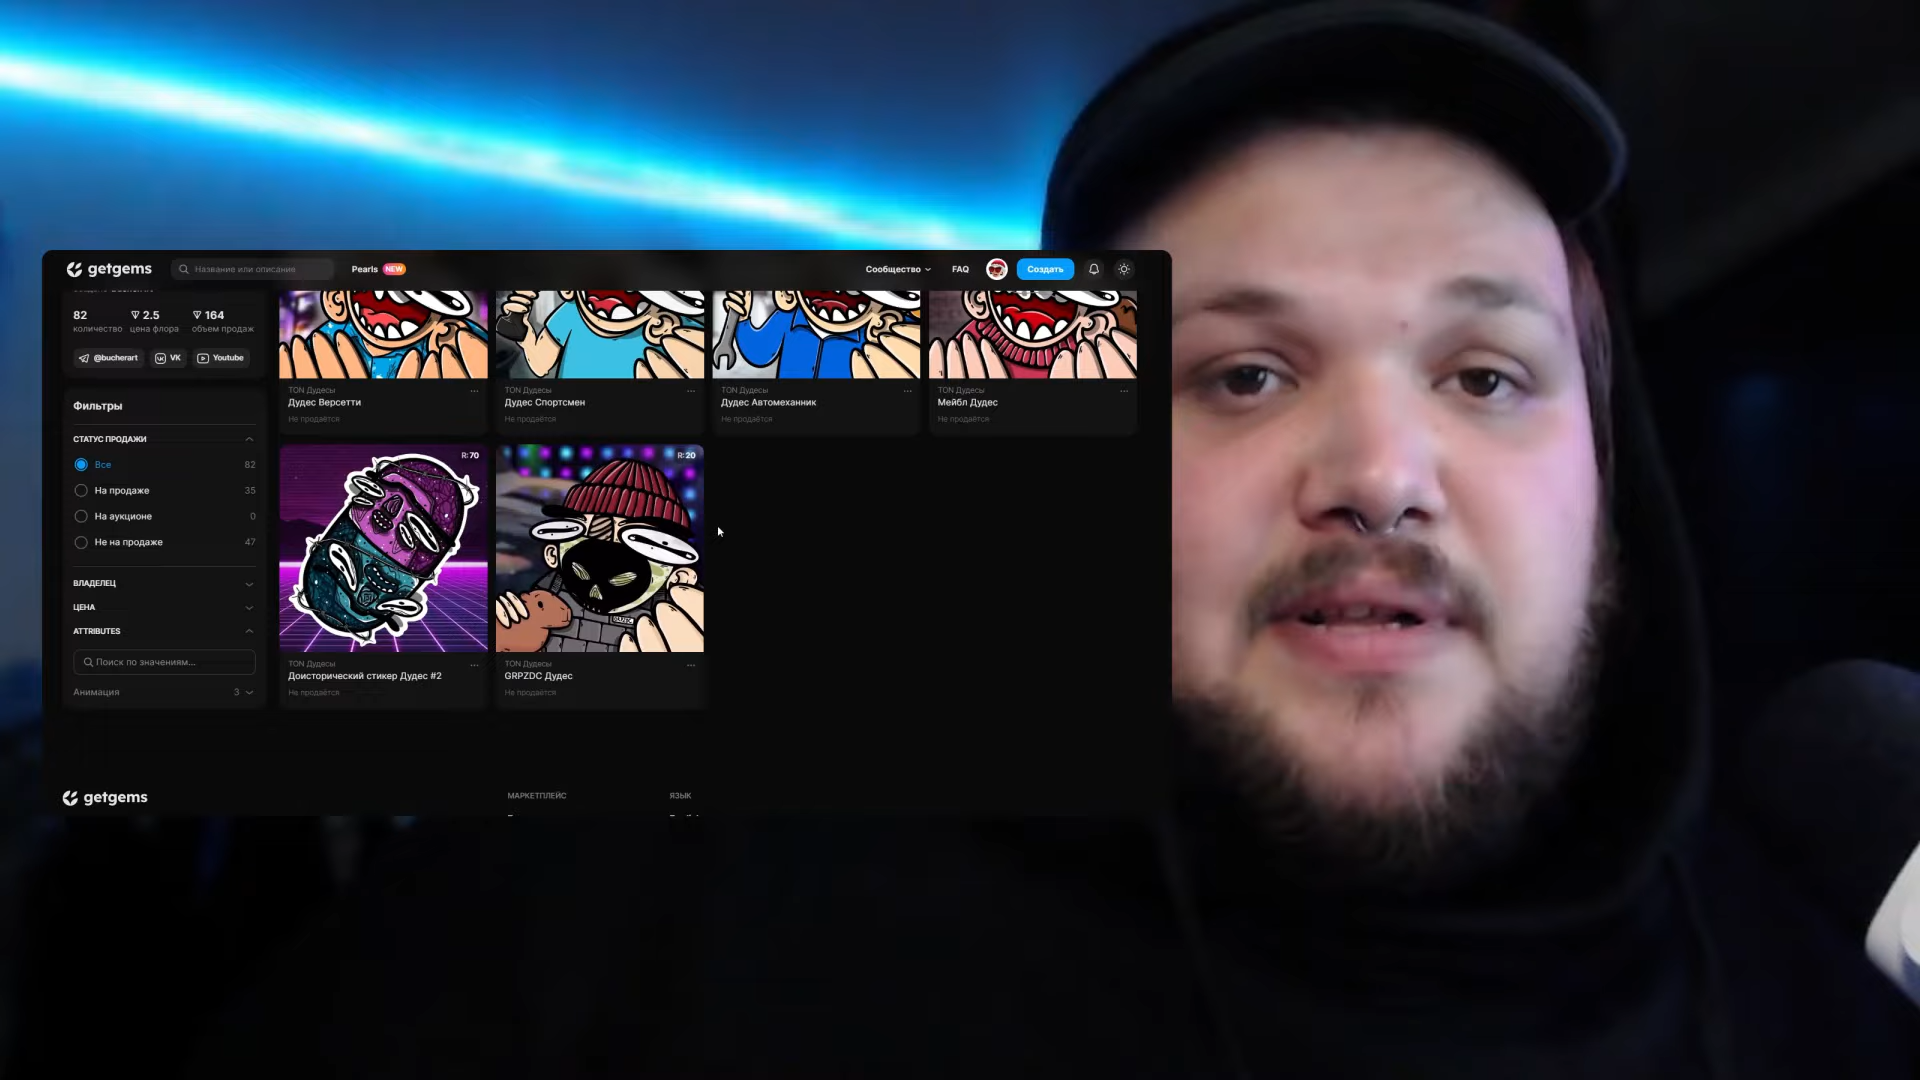 getgems
Название или описание
Pearls NEW
Сообщество
FAQ
Создать
82
количество
2.5
цена флора
164
объем продаж
@bucherart
VK
Youtube
Фильтры
СТАТУС ПРОДАЖИ
Все 82
На продаже 35
На аукционе 0
Не на продаже 47
ВЛАДЕЛЕЦ
ЦЕНА
ATTRIBUTES
Поиск по значениям...
Анимация 3
TON Дудесы
Дудес Версетти
Не продаётся
TON Дудесы
Дудес Спортсмен
Не продаётся
TON Дудесы
Дудес Автомеханник
Не продаётся
TON Дудесы
Мейбл Дудес
Не продаётся
R:70
TON Дудесы
Доисторический стикер Дудес #2
Не продаётся
R:20
TON Дудесы
GRPZDC Дудес
Не продаётся
getgems
МАРКЕТПЛЕЙС
ЯЗЫК